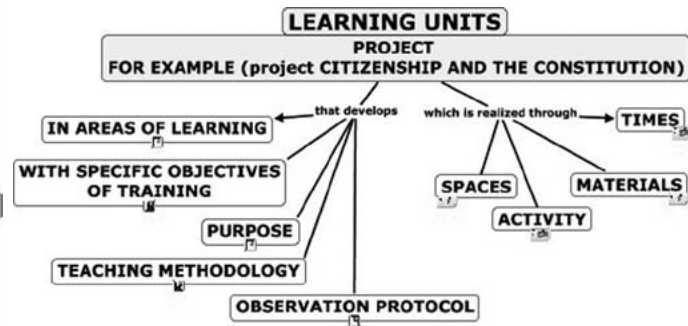 LEARNING UNITS
PROJECT
FOR EXAMPLE (project CITIZENSHIP AND THE CONSTITUTION)
that develops
which is realized through
IN AREAS OF LEARNING
TIMES
WITH SPECIFIC OBJECTIVES
OF TRAINING
SPACES
MATERIALS
ACTIVITY
PURPOSE
TEACHING METHODOLOGY
OBSERVATION PROTOCOL